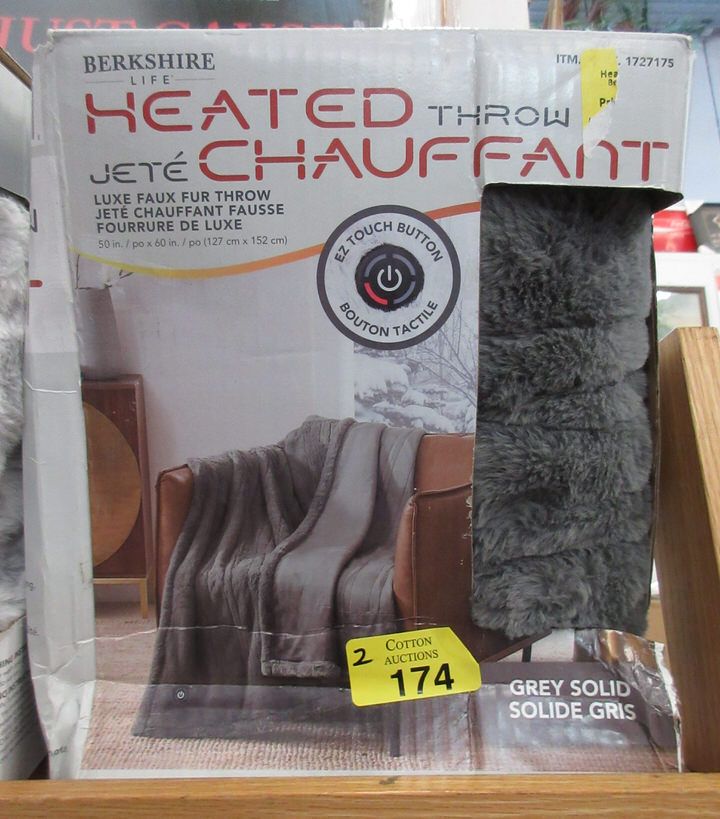 BERKSHIRE
LIFE
ITM. 1727175
HEATED THROW
JETÉ CHAUFFANT
LUXE FAUX FUR THROW
JETÉ CHAUFFANT FAUSSE
FOURRURE DE LUXE
50 in. / po x 60 in. / po (127 cm x 152 cm)
EZ TOUCH BUTTON
BOUTON TACTILE
2 COTTON
AUCTIONS
174
GREY SOLID
SOLIDE GRIS